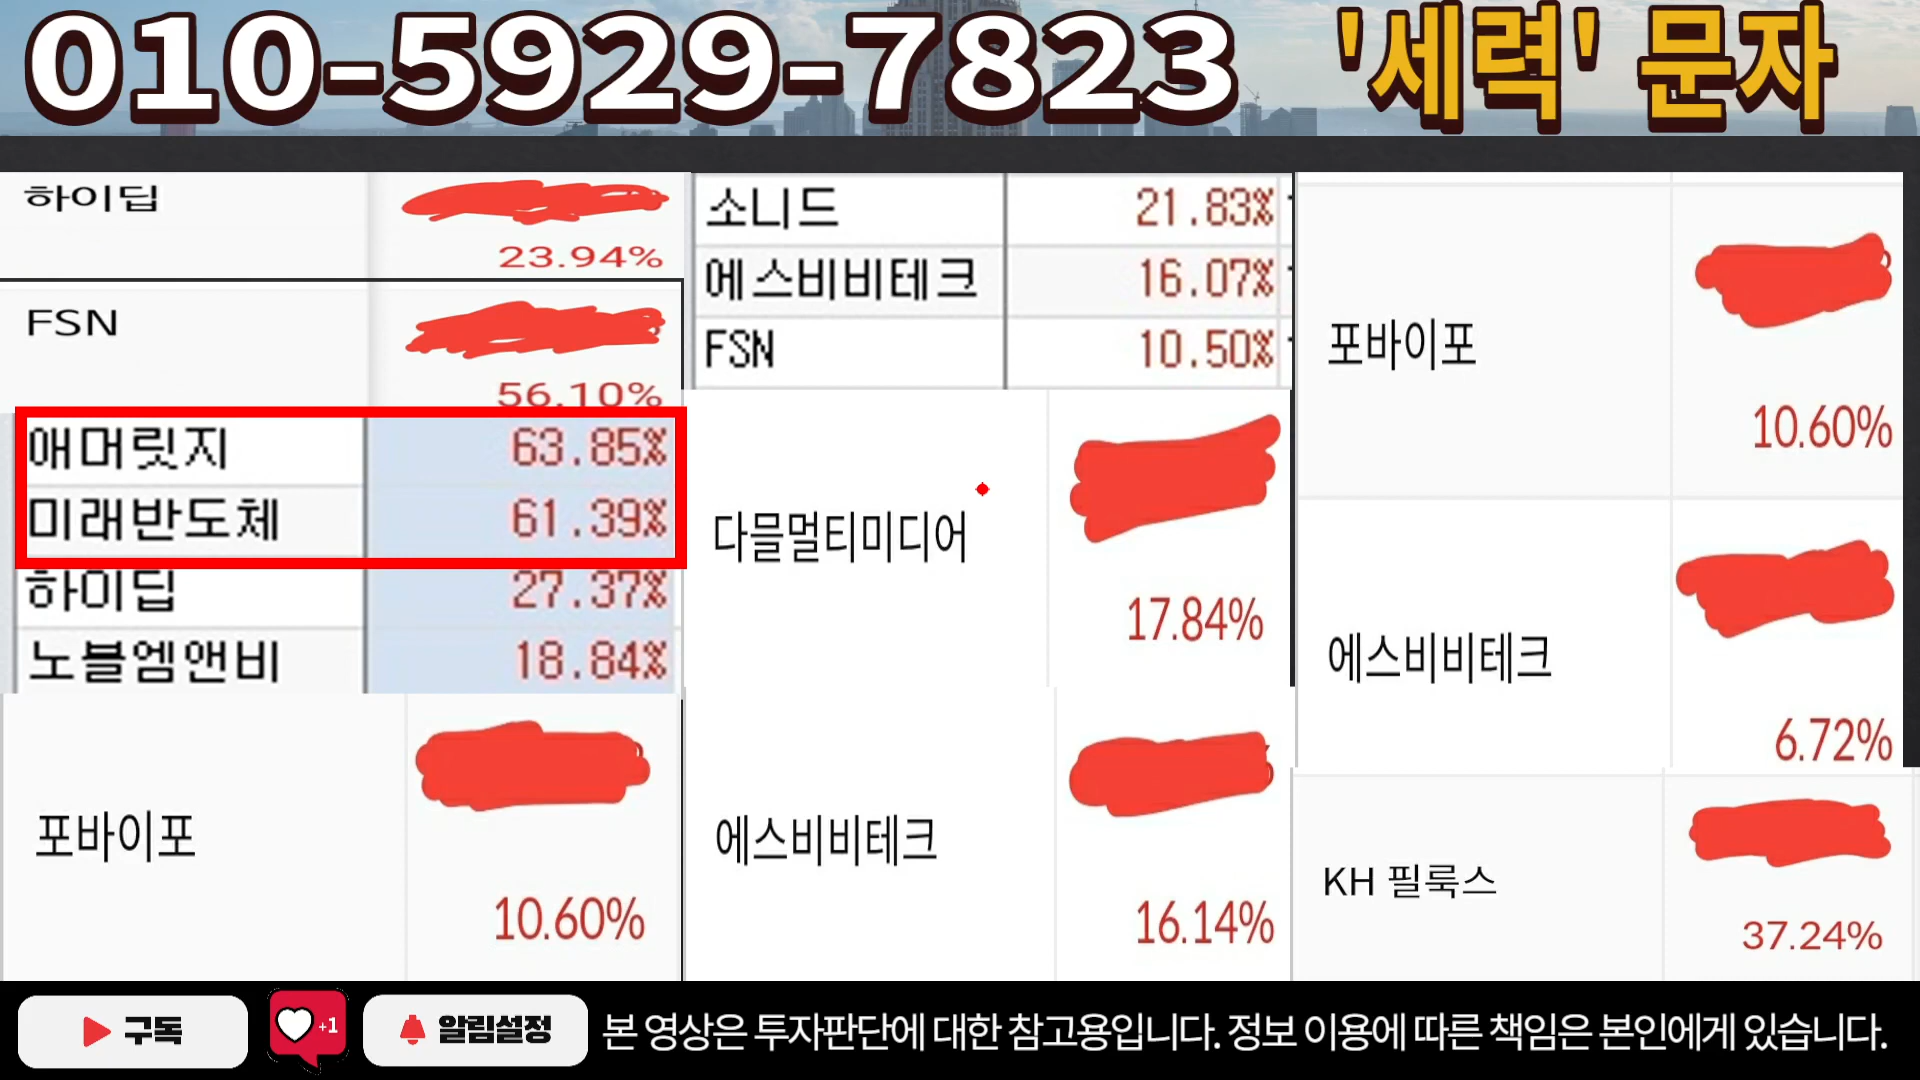 010-5929-7823 '세력' 문자
하이딥
23.94%
FSN
56.10%
애머릿지 63.85%
미래반도체 61.39%
하이딥 27.37%
노블엠앤비 18.84%
포바이포
10.60%
소니드 21.83%
에스비비테크 16.07%
FSN 10.50%
다믈멀티미디어
17.84%
에스비비테크
16.14%
포바이포
10.60%
에스비비테크
6.72%
KH 필룩스
37.24%
구독 +1 알림설정 본 영상은 투자판단에 대한 참고용입니다. 정보 이용에 따른 책임은 본인에게 있습니다.